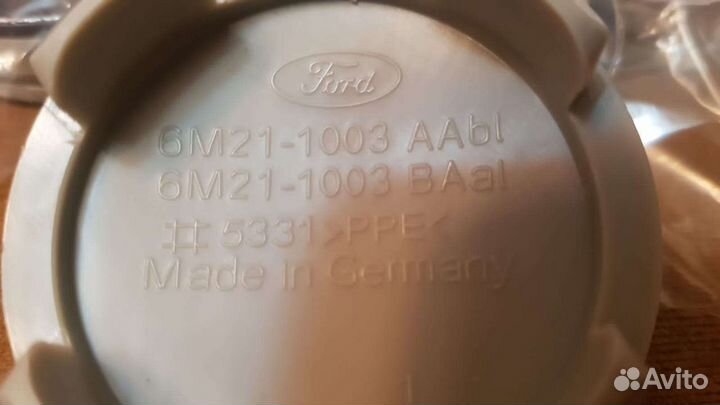 Ford
6M21-1003 AAbl
6M21-1003 BAal
# 5331 >PPE<
Made in Germany
Avito